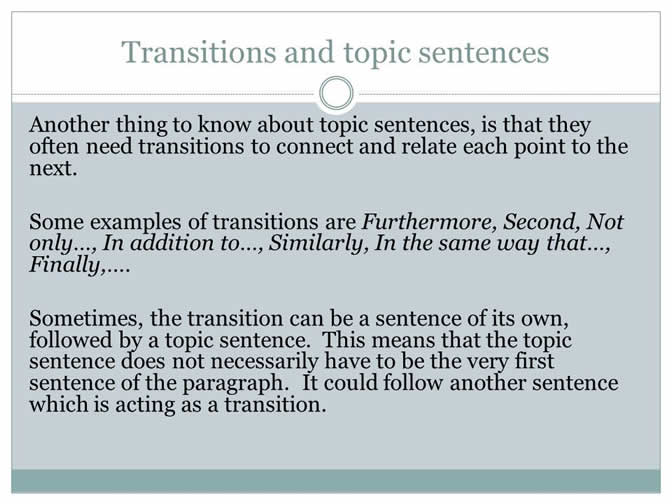 Transitions and topic sentences
Another thing to know about topic sentences, is that they
often need transitions to connect and relate each point to the
next.
Some examples of transitions are Furthermore, Second, Not
only…, In addition to…, Similarly, In the same way that…,
Finally,….
Sometimes, the transition can be a sentence of its own,
followed by a topic sentence.  This means that the topic
sentence does not necessarily have to be the very first
sentence of the paragraph.  It could follow another sentence
which is acting as a transition.